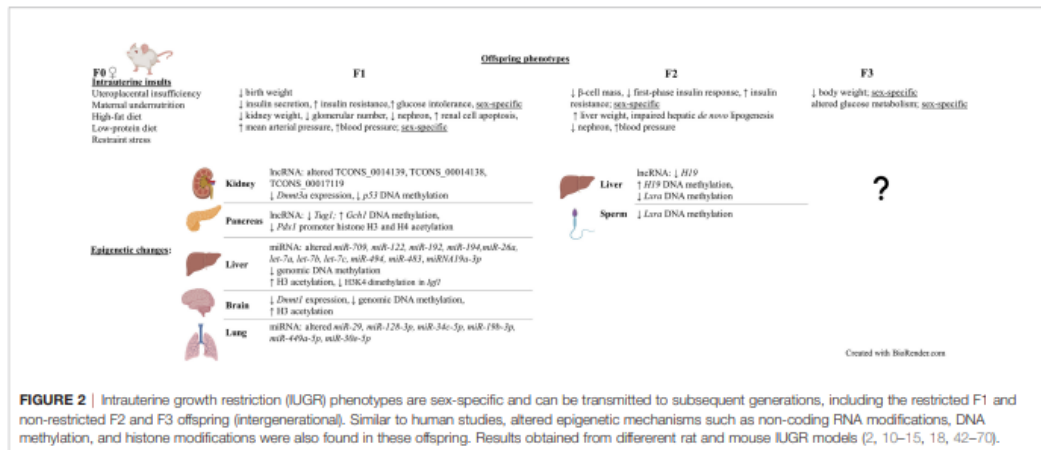 Offspring phenotypes
F0 ♀
F1
F2
F3
Intrauterine insults
Uteroplacental insufficiency
Maternal undernutrition
High-fat diet
Low-protein diet
Restraint stress
↓ birth weight
↓ insulin secretion, ↑ insulin resistance,↑ glucose intolerance, sex-specific
↓ kidney weight, ↓ glomerular number, ↓ nephron, ↑ renal cell apoptosis,
↑ mean arterial pressure, ↑blood pressure; sex-specific
↓ β-cell mass, ↓ first-phase insulin response, ↑ insulin
resistance; sex-specific
↑ liver weight, impaired hepatic de novo lipogenesis
↓ nephron, ↑blood pressure
↓ body weight; sex-specific
altered glucose metabolism; sex-specific
Epigenetic changes:
Kidney
lncRNA: altered TCONS_0014139, TCONS_00014138,
TCONS_00017119
↓ Dnmt3a expression, ↓ p53 DNA methylation
Pancreas
lncRNA: ↓ Tug1; ↑ Gch1 DNA methylation,
↓ Pdx1 promoter histone H3 and H4 acetylation
Liver
miRNA: altered miR-709, miR-122, miR-192, miR-194,miR-26a,
let-7a, let-7b, let-7c, miR-494, miR-483, miRNA19a-3p
↓ genomic DNA methylation
↑ H3 acetylation, ↓ H3K4 dimethylation in Igf1
Brain
↓ Dnmt1 expression, ↓ genomic DNA methylation,
↑ H3 acetylation
Lung
miRNA: altered miR-29, miR-128-3p, miR-34c-5p, miR-19b-3p,
miR-449a-5p, miR-30e-5p
Liver
lncRNA: ↓ H19
↑ H19 DNA methylation,
↓ Lxra DNA methylation
Sperm
↓ Lxra DNA methylation
?
Created with BioRender.com
FIGURE 2 | Intrauterine growth restriction (IUGR) phenotypes are sex-specific and can be transmitted to subsequent generations, including the restricted F1 and
non-restricted F2 and F3 offspring (intergenerational). Similar to human studies, altered epigenetic mechanisms such as non-coding RNA modifications, DNA
methylation, and histone modifications were also found in these offspring. Results obtained from differerent rat and mouse IUGR models (2, 10–15, 18, 42–70).